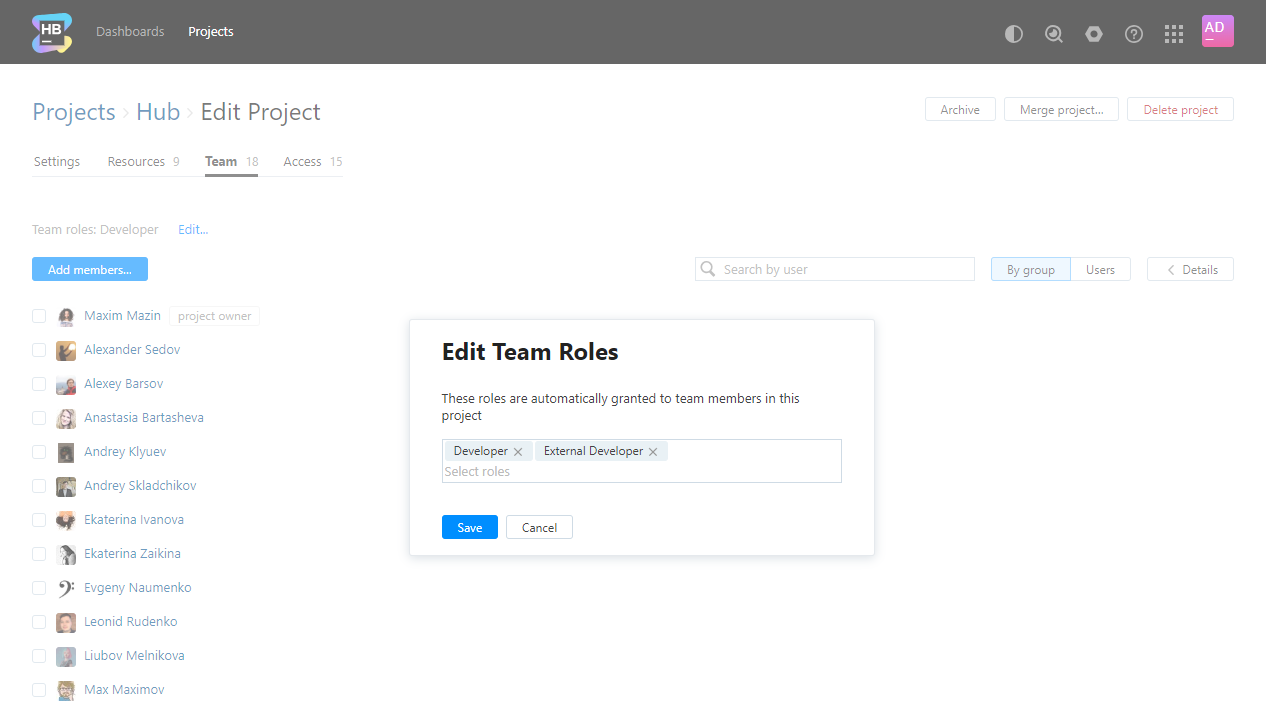 HB
Dashboards Projects
AD
Projects › Hub › Edit Project
Archive Merge project... Delete project
Settings Resources 9 Team 18 Access 15
Team roles: Developer Edit...
Add members... Search by user By group Users Details
Maxim Mazin project owner
Alexander Sedov
Alexey Barsov
Anastasia Bartasheva
Andrey Klyuev
Andrey Skladchikov
Ekaterina Ivanova
Ekaterina Zaikina
Evgeny Naumenko
Leonid Rudenko
Liubov Melnikova
Max Maximov
Edit Team Roles
These roles are automatically granted to team members in this
project
Developer External Developer
Select roles
Save Cancel